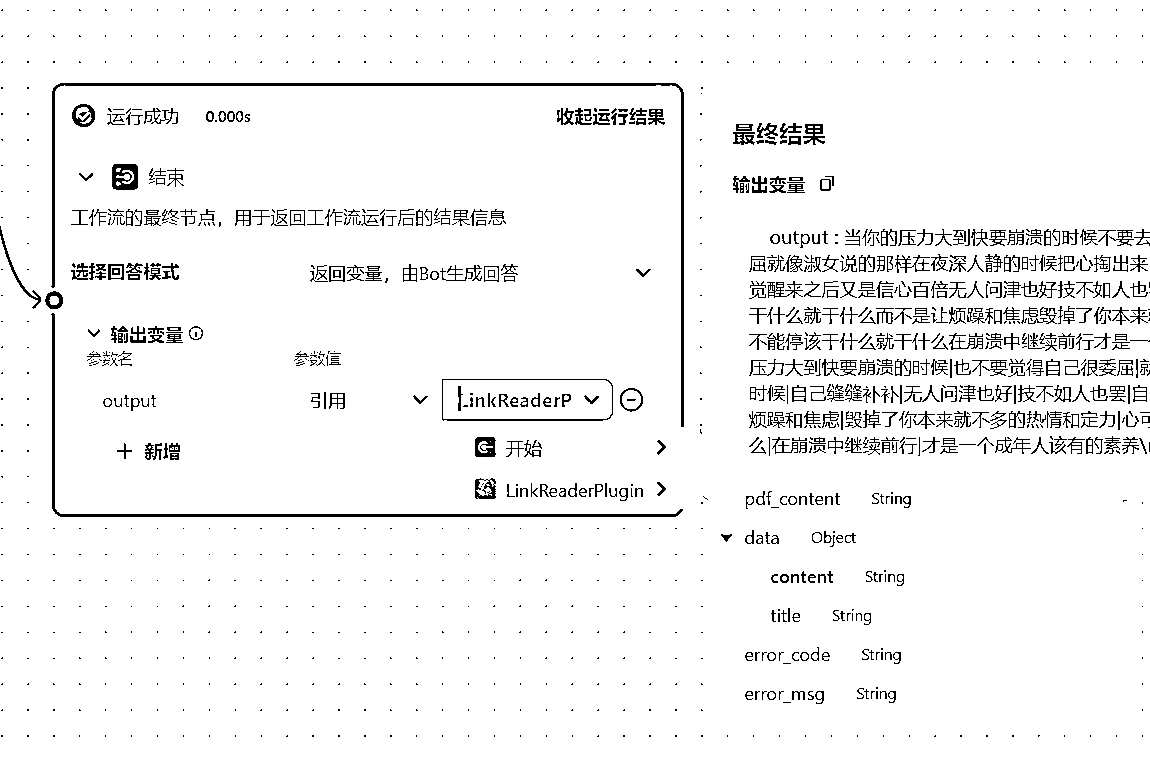 运行成功 0.000s 收起运行结果
结束
工作流的最终节点，用于返回工作流运行后的结果信息
选择回答模式 返回变量，由Bot生成回答
输出变量
参数名 参数值
output 引用 LinkReaderP
新增 开始
LinkReaderPlugin
最终结果
输出变量
output : 当你的压力大到快要崩溃的时候不要去
屈就像淑女说的那样在夜深人静的时候把心掏出来
觉醒来之后又是信心百倍无人问津也好技不如人也
干什么就干什么而不是让烦躁和焦虑毁掉了你本来
不能停该干什么就干什么在崩溃中继续前行才是一
压力大到快要崩溃的时候|也不要觉得自己很委屈|
时候|自己缝缝补补|无人问津也好|技不如人也罢|自
烦躁和焦虑|毁掉了你本来就不多的热情和定力|心可
么|在崩溃中继续前行|才是一个成年人该有的素养\
pdf_content String
data Object
content String
title String
error_code String
error_msg String